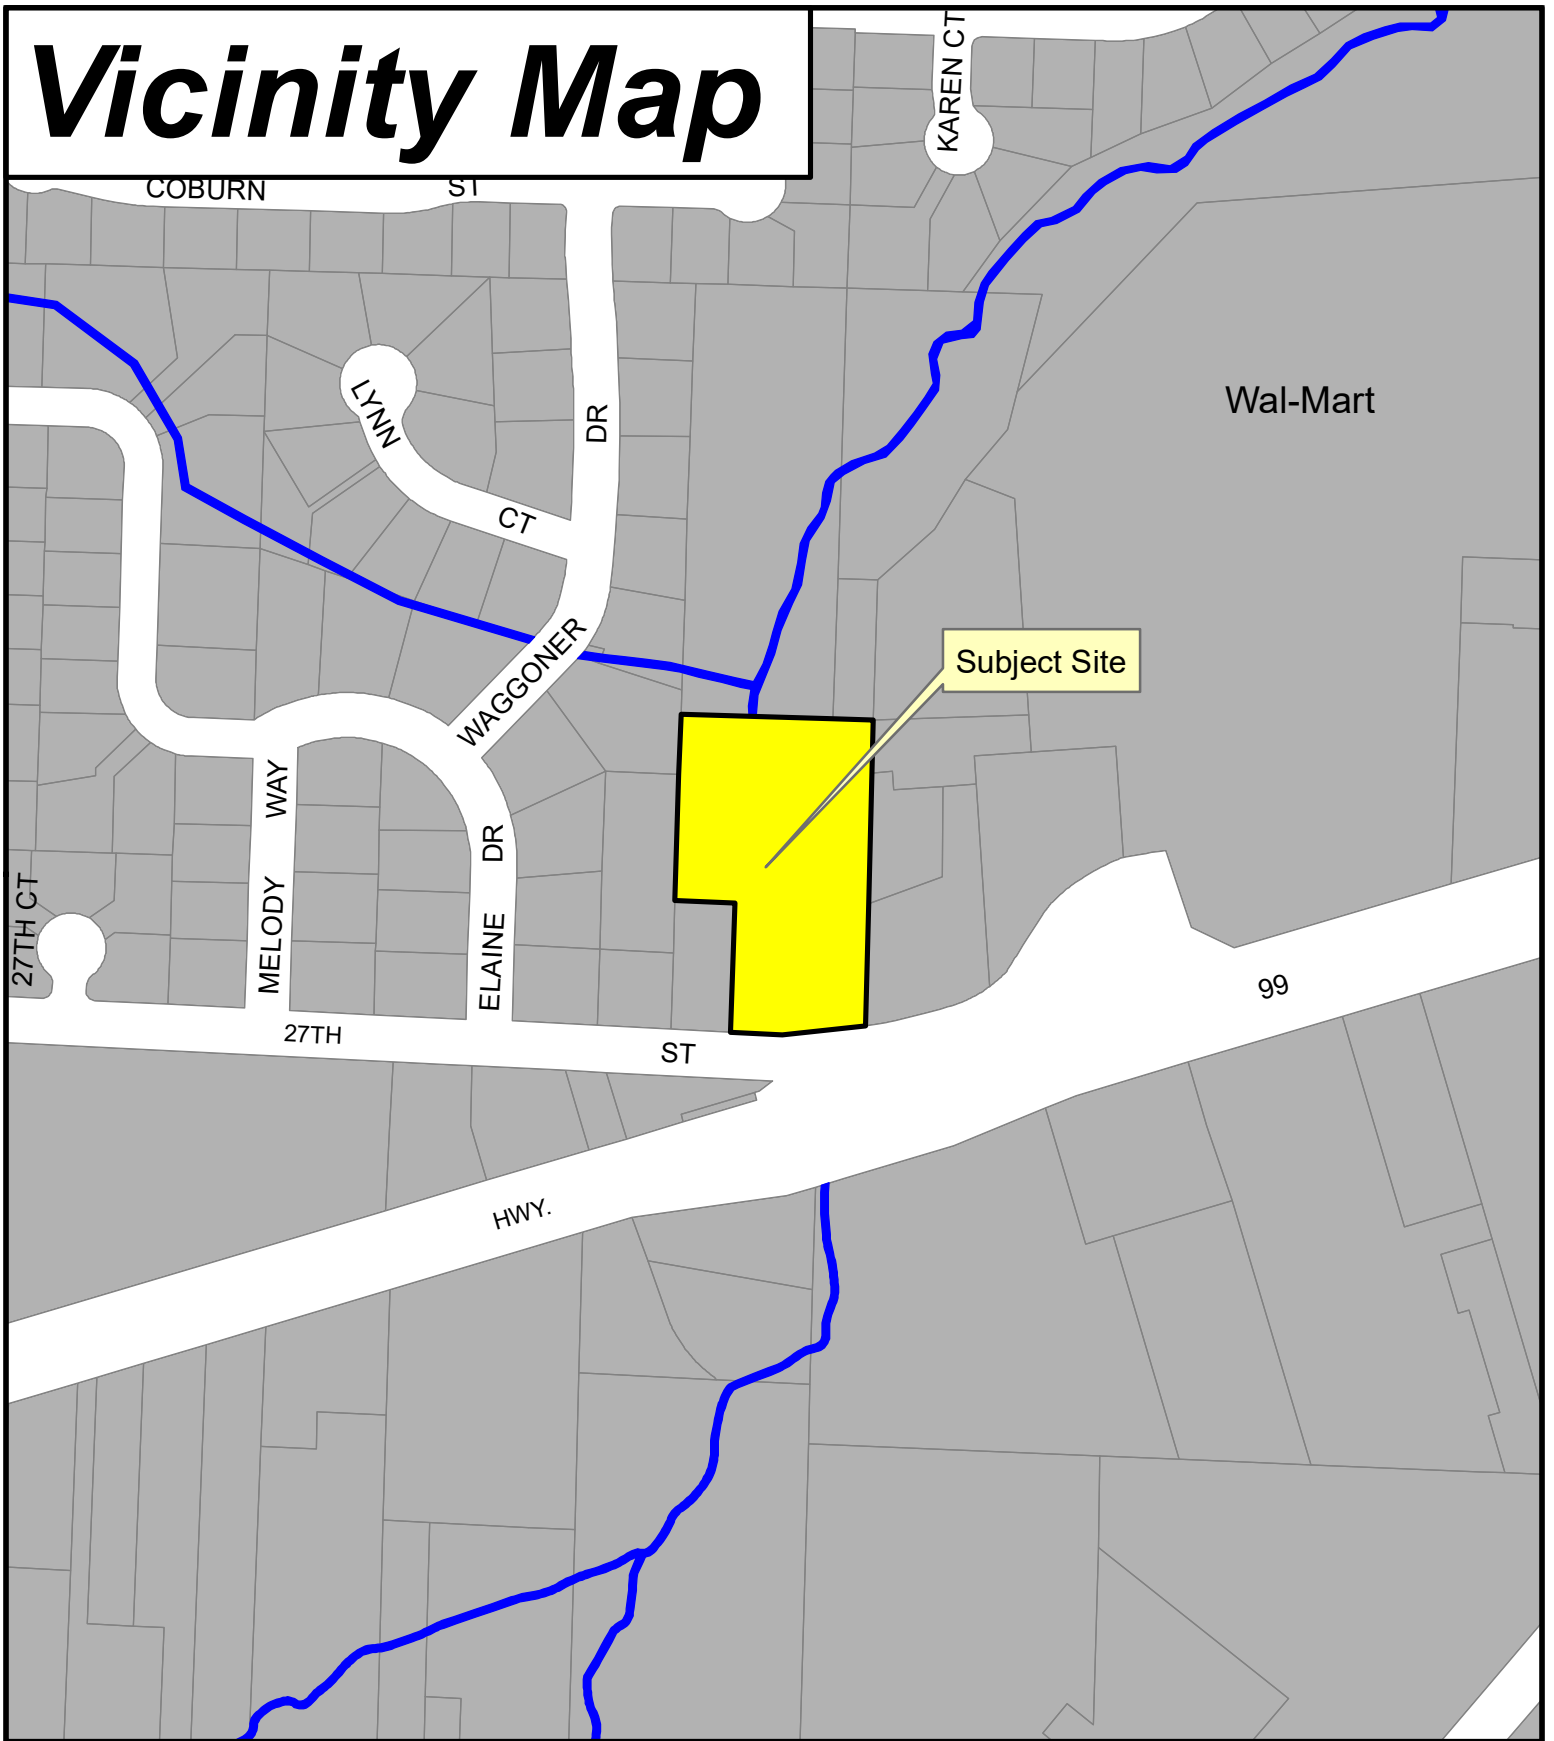 Vicinity Map
KAREN CT
COBURN ST
Wal-Mart
LYNN CT
DR
WAGGONER
Subject Site
MELODY WAY
ELAINE DR
27TH CT
99
27TH ST
HWY.